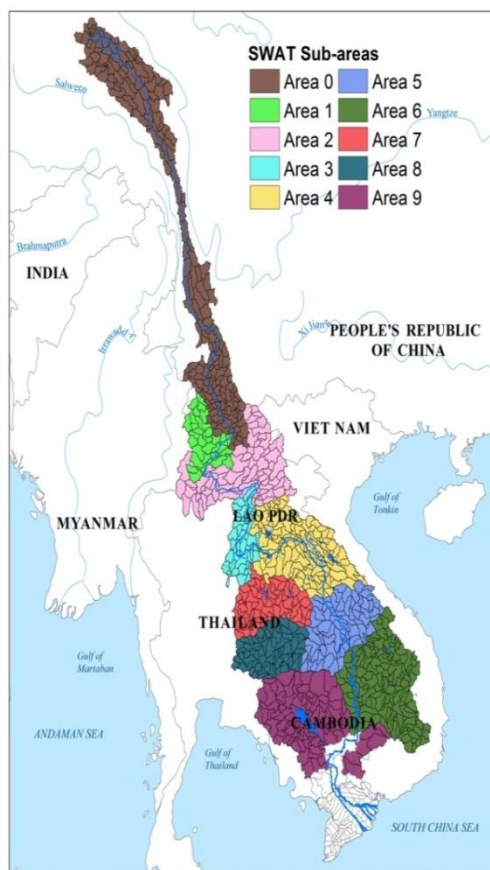 SWAT Sub-areas
Area 0
Area 5
Area 1
Area 6
Area 2
Area 7
Area 3
Area 8
Area 4
Area 9
Salween
Yangtze
Brahmaputra
INDIA
Irrawaddy
PEOPLE'S REPUBLIC
OF CHINA
VIET NAM
Gulf of
Tonkin
LAO PDR
MYANMAR
THAILAND
Gulf of
Martaban
CAMBODIA
ANDAMAN SEA
Gulf of
Thailand
SOUTH CHINA SEA